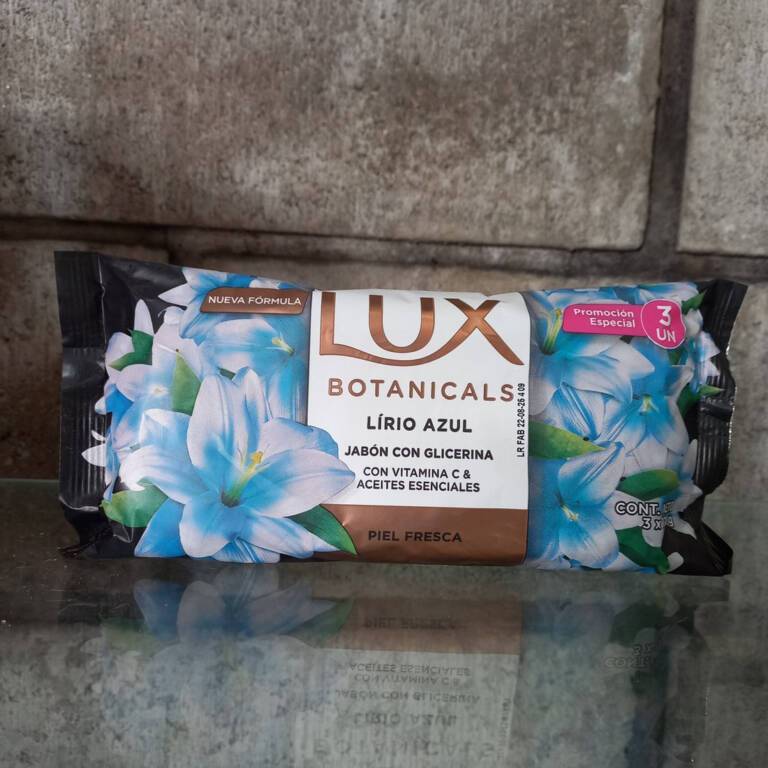 NUEVA FÓRMULA
LUX
BOTANICALS
LÍRIO AZUL
JABÓN CON GLICERINA
CON VITAMINA C &
ACEITES ESENCIALES
PIEL FRESCA
LR FAB 22-08-25 4 09
Promoción
Especial
3
UN
CONT.
3 x